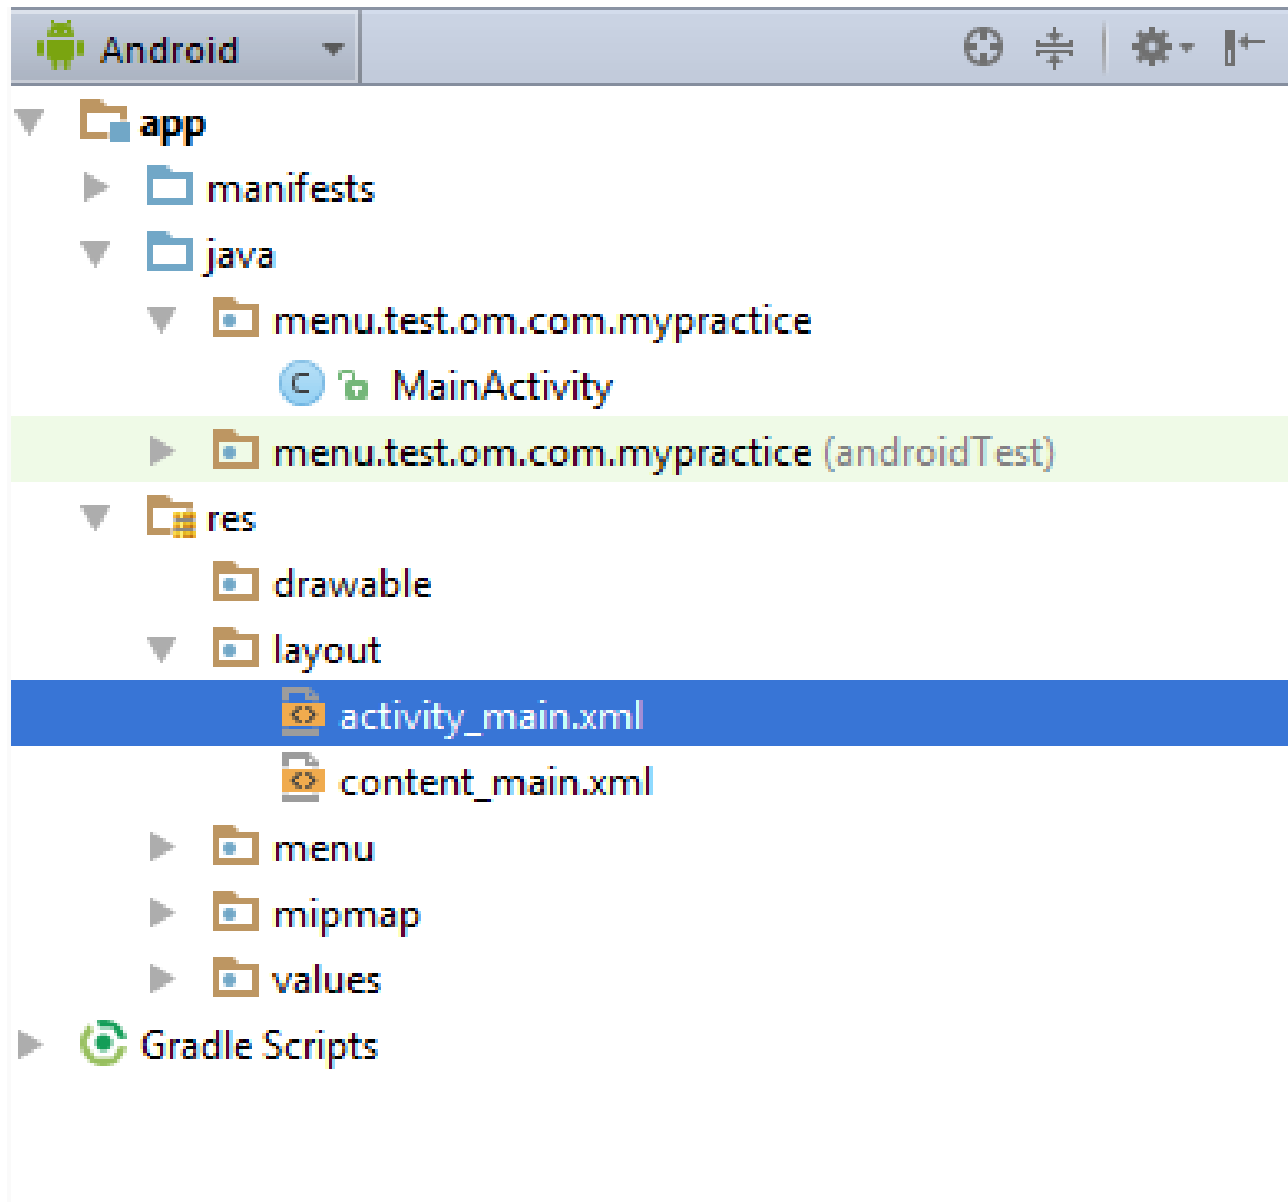 Android
app
manifests
java
menu.test.om.com.mypractice
MainActivity
menu.test.om.com.mypractice (androidTest)
res
drawable
layout
activity_main.xml
content_main.xml
menu
mipmap
values
Gradle Scripts